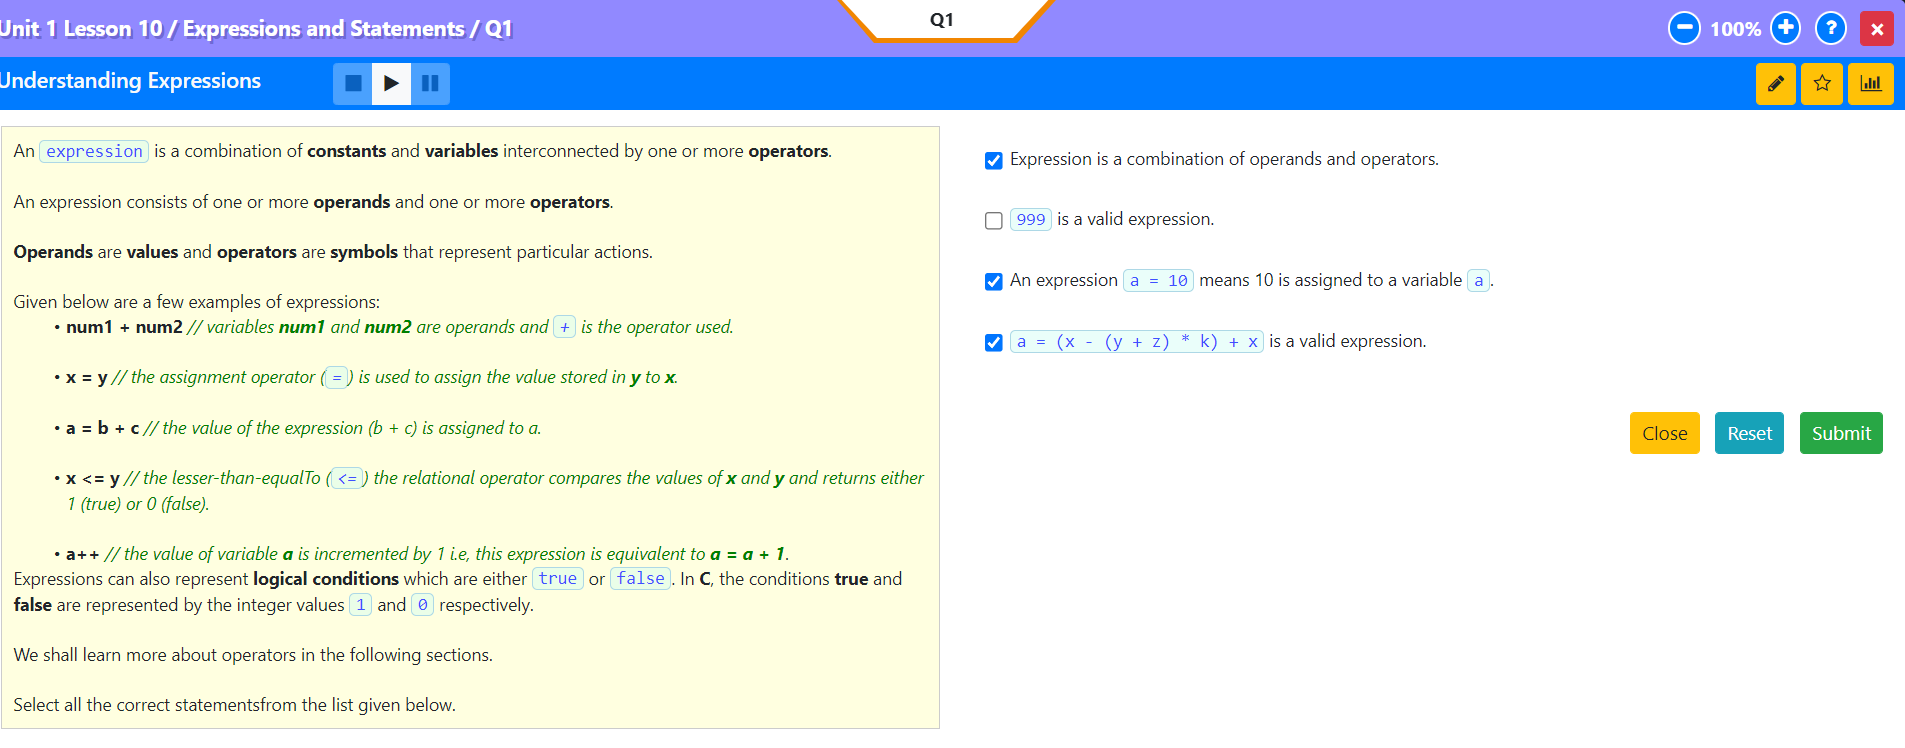 Unit 1 Lesson 10 / Expressions and Statements / Q1
Q1
100%
?
×
Understanding Expressions
An expression is a combination of constants and variables interconnected by one or more operators.
An expression consists of one or more operands and one or more operators.
Operands are values and operators are symbols that represent particular actions.
Given below are a few examples of expressions:
• num1 + num2 // variables num1 and num2 are operands and + is the operator used.
• x = y // the assignment operator ( = ) is used to assign the value stored in y to x.
• a = b + c // the value of the expression (b + c) is assigned to a.
• x <= y // the lesser-than-equalTo ( <= ) the relational operator compares the values of x and y and returns either
1 (true) or 0 (false).
• a++ // the value of variable a is incremented by 1 i.e, this expression is equivalent to a = a + 1.
Expressions can also represent logical conditions which are either true or false. In C, the conditions true and
false are represented by the integer values 1 and 0 respectively.
We shall learn more about operators in the following sections.
Select all the correct statementsfrom the list given below.
Expression is a combination of operands and operators.
999 is a valid expression.
An expression a = 10 means 10 is assigned to a variable a.
a = (x - (y + z) * k) + x is a valid expression.
Close Reset Submit